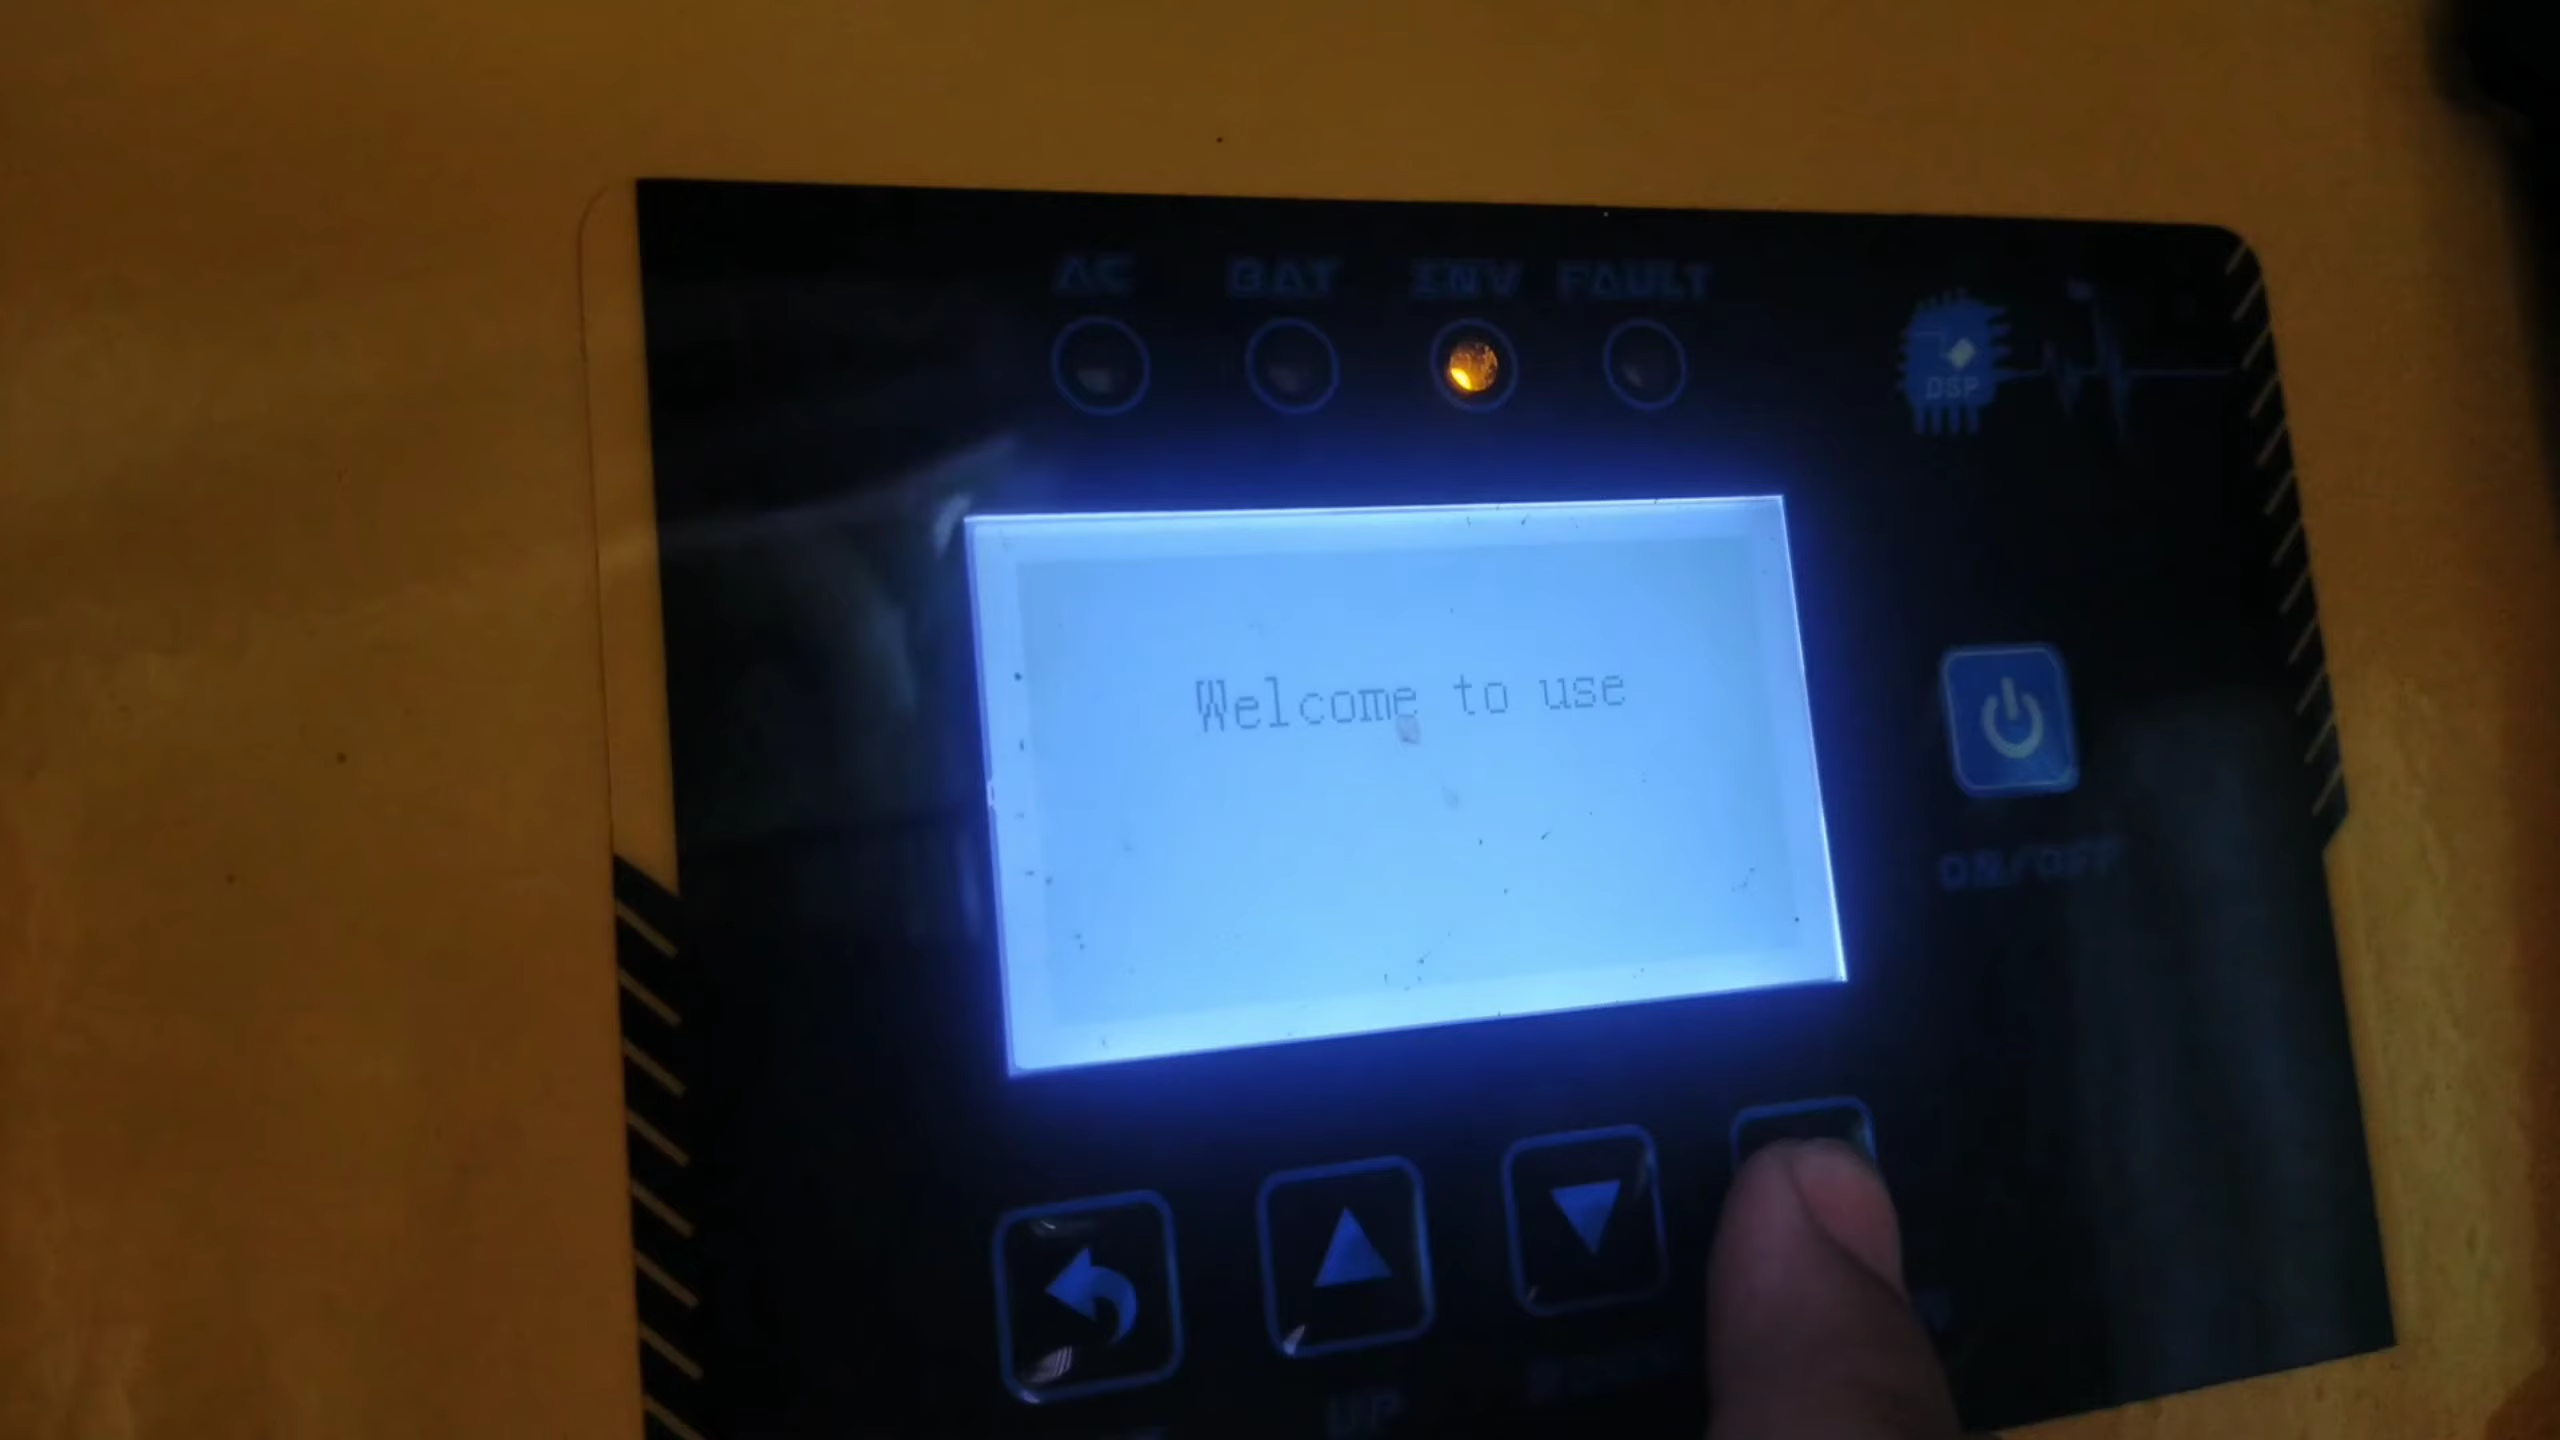 AC BAT INV FAULT
DSP
Welcome to use
ON/OFF
UP